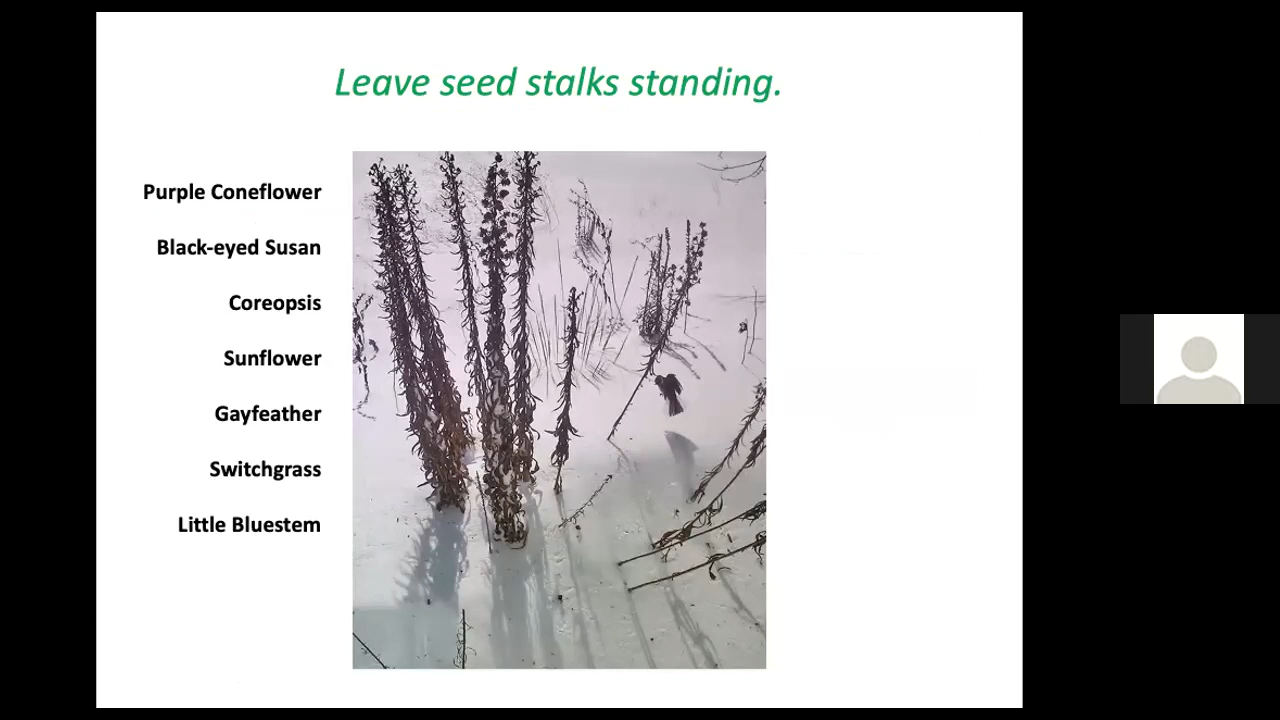 Leave seed stalks standing.
Purple Coneflower
Black-eyed Susan
Coreopsis
Sunflower
Gayfeather
Switchgrass
Little Bluestem